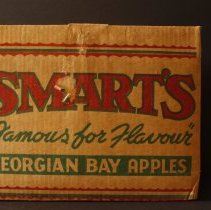 SMART'S
"Famous for Flavour"
GEORGIAN BAY APPLES